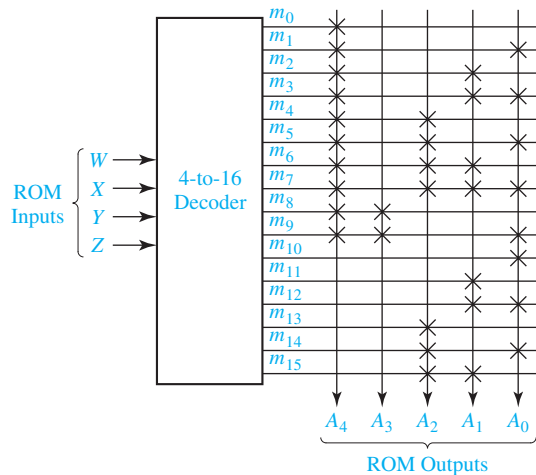 m0
m1
m2
m3
m4
m5
m6
m7
m8
m9
m10
m11
m12
m13
m14
m15
ROM
Inputs
W
X
Y
Z
4-to-16
Decoder
A4 A3 A2 A1 A0
ROM Outputs